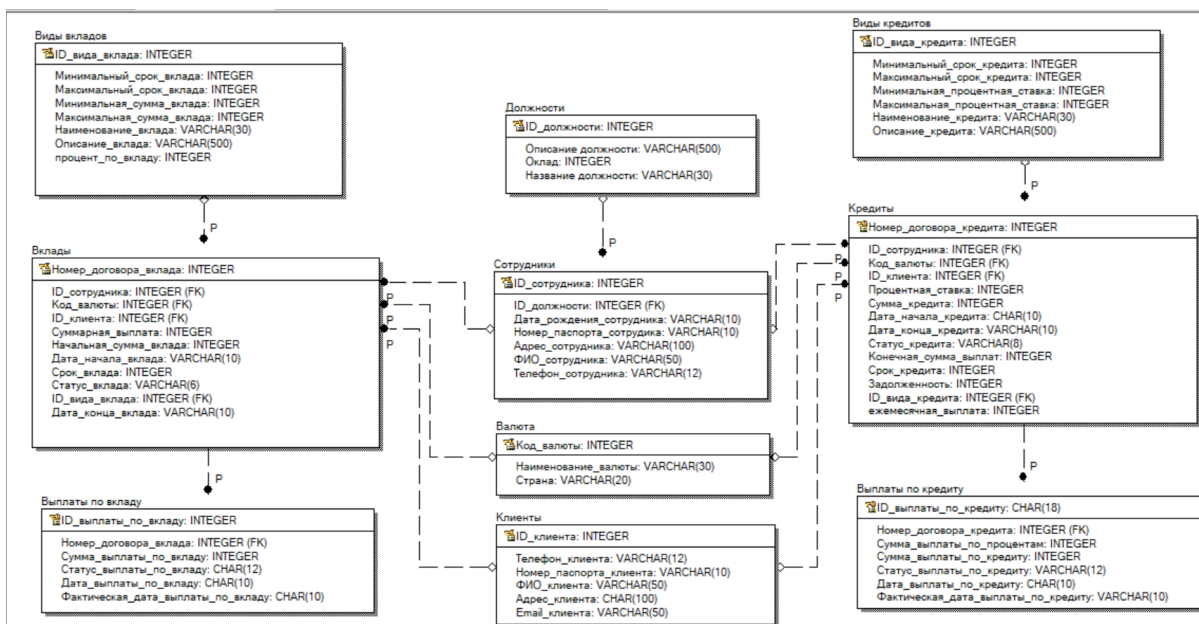 Виды вкладов
ID_вида_вклада: INTEGER
Минимальный_срок_вклада: INTEGER
Максимальный_срок_вклада: INTEGER
Минимальная_сумма_вклада: INTEGER
Максимальная_сумма_вклада: INTEGER
Наименование_вклада: VARCHAR(30)
Описание_вклада: VARCHAR(500)
процент_по_вкладу: INTEGER
P
Вклады
Номер_договора_вклада: INTEGER
ID_сотрудника: INTEGER (FK)
Код_валюты: INTEGER (FK)
ID_клиента: INTEGER (FK)
Суммарная_выплата: INTEGER
Начальная_сумма_вклада: INTEGER
Дата_начала_вклада: VARCHAR(10)
Срок_вклада: INTEGER
Статус_вклада: VARCHAR(6)
ID_вида_вклада: INTEGER (FK)
Дата_конца_вклада: VARCHAR(10)
P
P
P
P
Выплаты по вкладу
ID_выплаты_по_вкладу: INTEGER
Номер_договора_вклада: INTEGER (FK)
Сумма_выплаты_по_вкладу: INTEGER
Статус_выплаты_по_вкладу: CHAR(12)
Дата_выплаты_по_вкладу: CHAR(10)
Фактическая_дата_выплаты_по_вкладу: CHAR(10)
Должности
ID_должности: INTEGER
Описание должности: VARCHAR(500)
Оклад: INTEGER
Название должности: VARCHAR(30)
P
Сотрудники
ID_сотрудника: INTEGER
ID_должности: INTEGER (FK)
Дата_рождения_сотрудника: VARCHAR(10)
Номер_паспорта_сотрудика: VARCHAR(10)
Адрес_сотрудника: VARCHAR(100)
ФИО_сотрудника: VARCHAR(50)
Телефон_сотрудника: VARCHAR(12)
Валюта
Код_валюты: INTEGER
Наименование_валюты: VARCHAR(30)
Страна: VARCHAR(20)
Клиенты
ID_клиента: INTEGER
Телефон_клиента: VARCHAR(12)
Номер_паспорта_клиента: VARCHAR(10)
ФИО_клиента: VARCHAR(50)
Адрес_клиента: CHAR(100)
Email_клиента: VARCHAR(50)
Виды кредитов
ID_вида_кредита: INTEGER
Минимальный_срок_кредита: INTEGER
Максимальный_срок_кредита: INTEGER
Минимальная_процентная_ставка: INTEGER
Максимальная_процентная_ставка: INTEGER
Наименование_кредита: VARCHAR(30)
Описание_кредита: VARCHAR(500)
P
Кредиты
Номер_договора_кредита: INTEGER
ID_сотрудника: INTEGER (FK)
Код_валюты: INTEGER (FK)
ID_клиента: INTEGER (FK)
Процентная_ставка: INTEGER
Сумма_кредита: INTEGER
Дата_начала_кредита: CHAR(10)
Дата_конца_кредита: VARCHAR(10)
Статус_кредита: VARCHAR(8)
Конечная_сумма_выплат: INTEGER
Срок_кредита: INTEGER
Задолженность: INTEGER
ID_вида_кредита: INTEGER (FK)
ежемесячная_выплата: INTEGER
P
P
P
P
Выплаты по кредиту
ID_выплаты_по_кредиту: CHAR(18)
Номер_договора_кредита: INTEGER (FK)
Сумма_выплаты_по_процентам: INTEGER
Сумма_выплаты_по_кредиту: INTEGER
Статус_выплаты_по_кредиту: VARCHAR(12)
Дата_выплаты_по_кредиту: CHAR(10)
Фактическая_дата_выплаты_по_кредиту: VARCHAR(10)